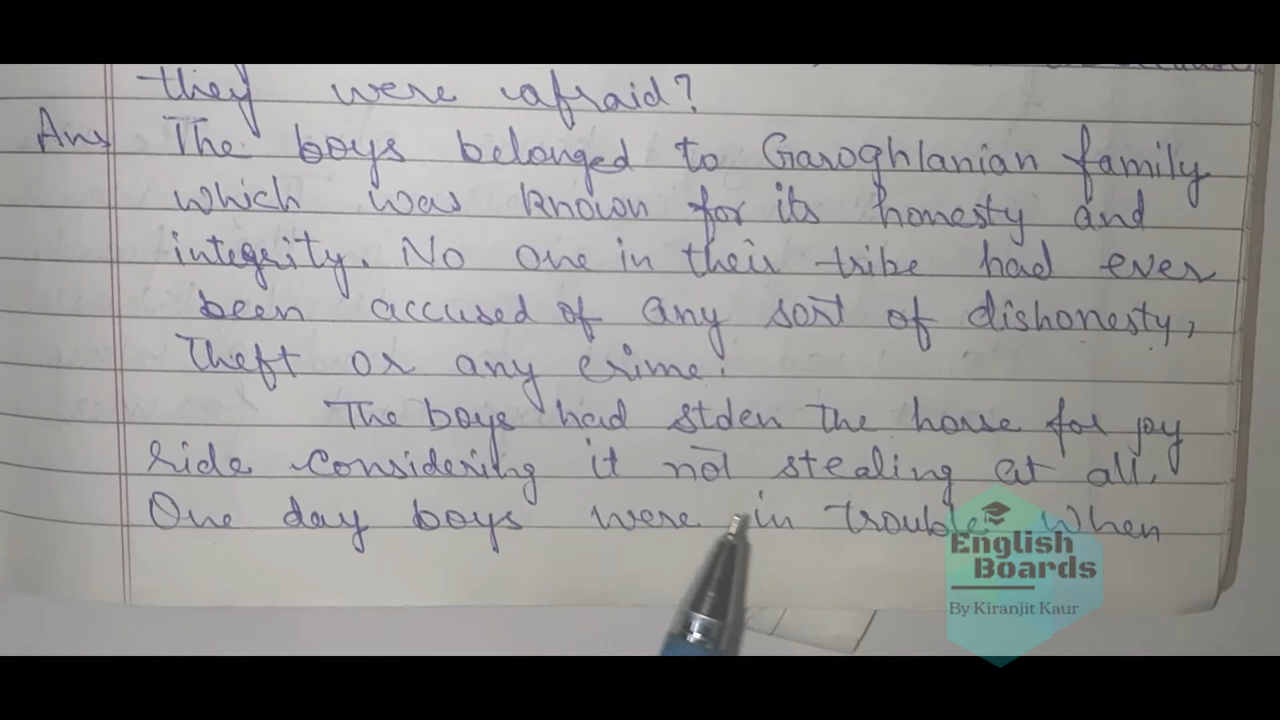 they were afraid?
Ans The boys belonged to Garoghlanian family
which was known for its honesty and
integrity. No one in their tribe had ever
been accused of any sort of dishonesty,
Theft or any crime.
The boys had stolen the horse for joy
ride considering it not stealing at all.
One day boys were in trouble when
English
Boards
By Kiranjit Kaur